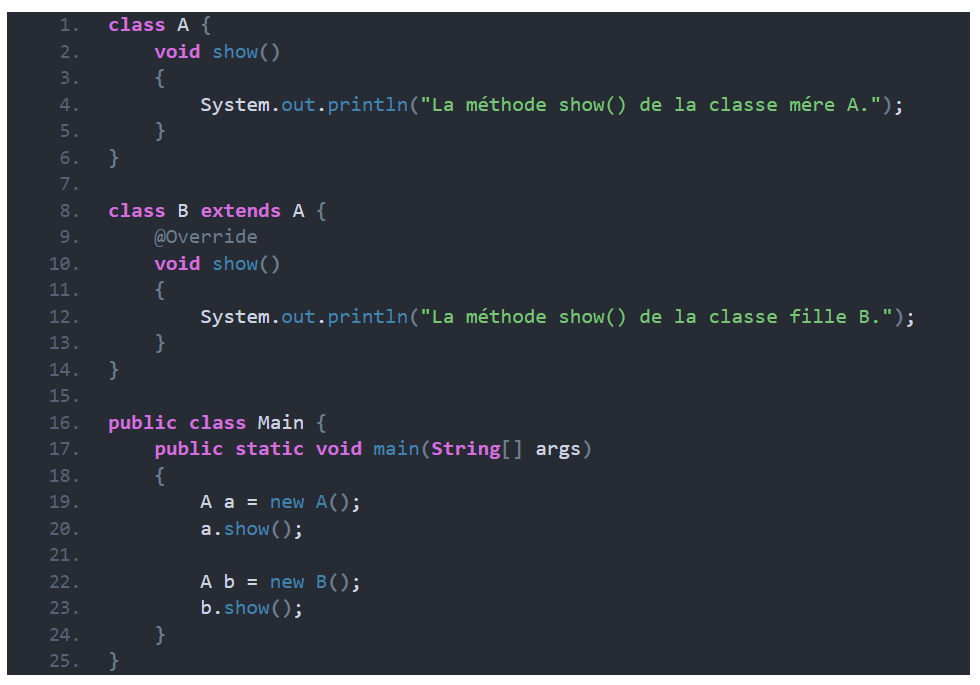 1. class A {
2.     void show()
3.     {
4.         System.out.println("La méthode show() de la classe mére A.");
5.     }
6. }
7.
8. class B extends A {
9.     @Override
10.     void show()
11.     {
12.         System.out.println("La méthode show() de la classe fille B.");
13.     }
14. }
15.
16. public class Main {
17.     public static void main(String[] args)
18.     {
19.         A a = new A();
20.         a.show();
21.
22.         A b = new B();
23.         b.show();
24.     }
25. }